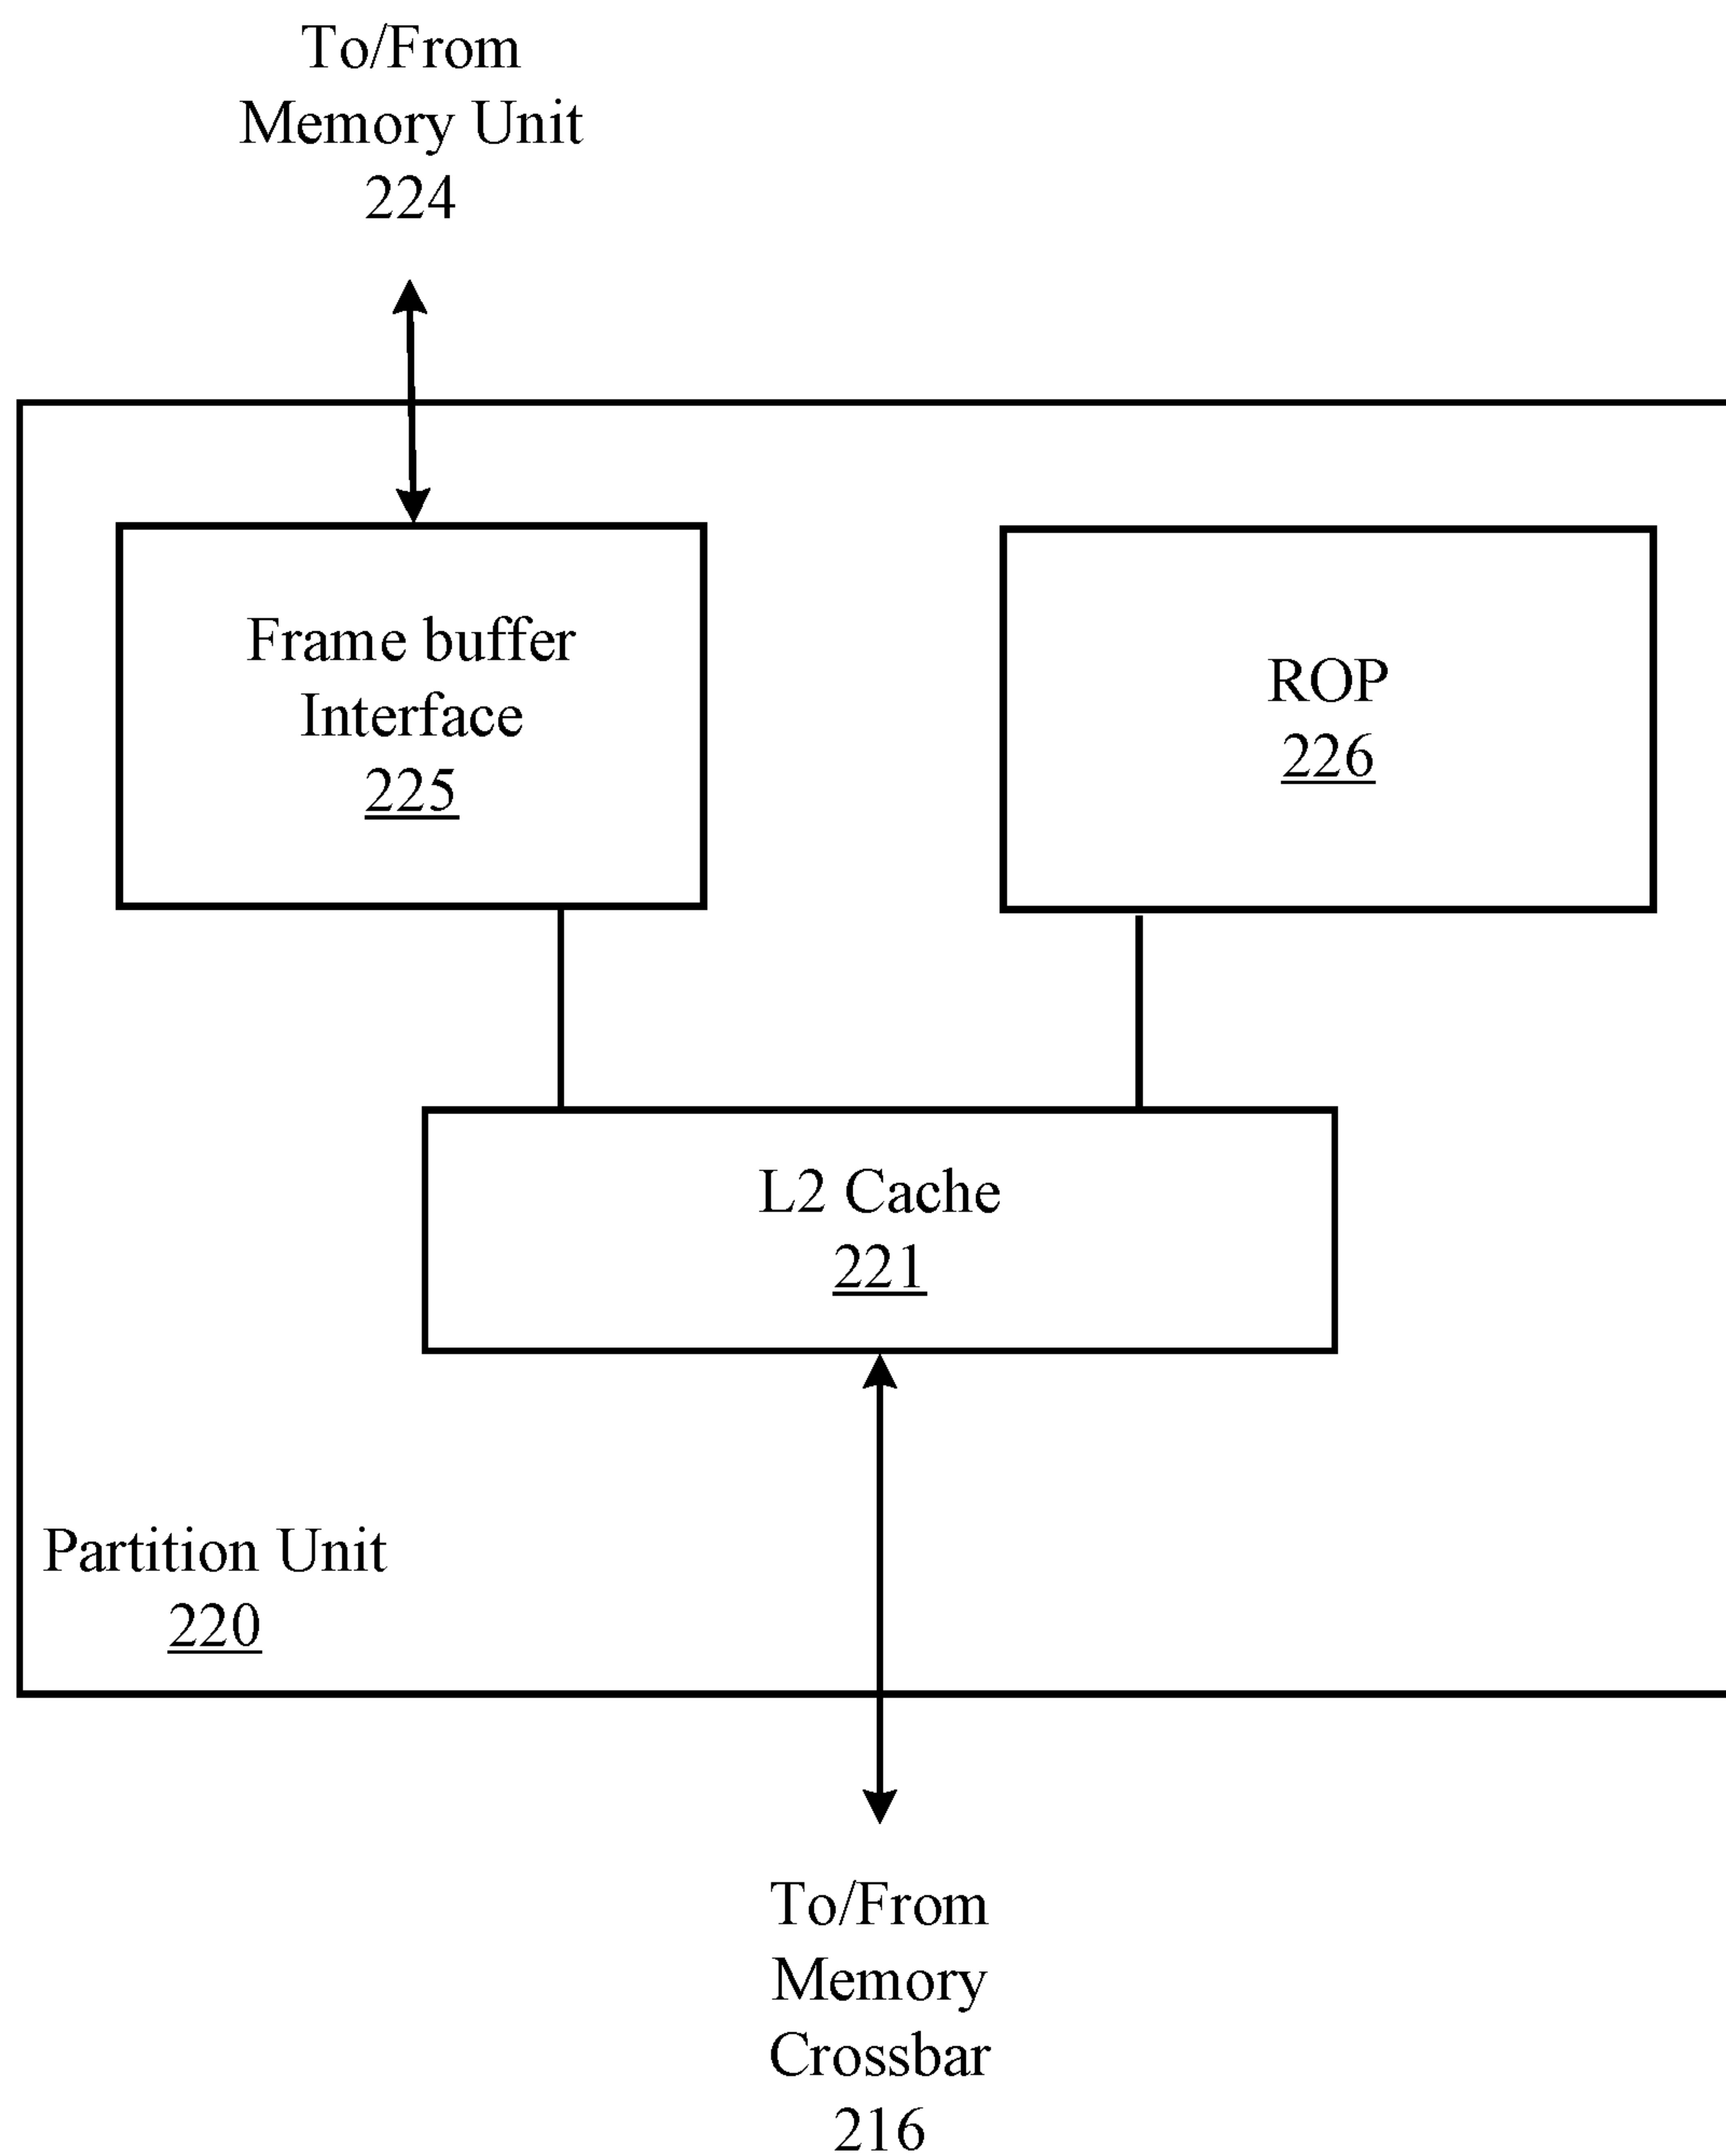 To/From
Memory Unit
224
Frame buffer
Interface
225
ROP
226
L2 Cache
221
Partition Unit
220
To/From
Memory
Crossbar
216